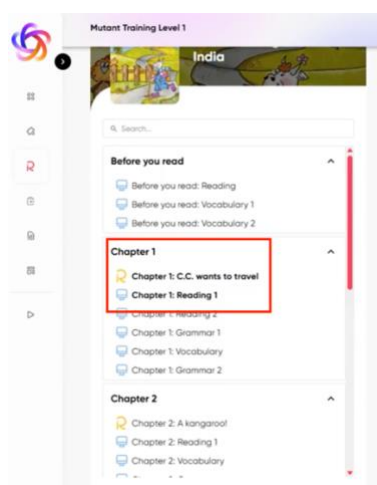 Mutant Training Level 1
India
Search...
Before you read
Before you read: Reading
Before you read: Vocabulary 1
Before you read: Vocabulary 2
Chapter 1
Chapter 1: C.C. wants to travel
Chapter 1: Reading 1
Chapter 1: Reading 2
Chapter 1: Grammar 1
Chapter 1: Vocabulary
Chapter 1: Grammar 2
Chapter 2
Chapter 2: A kangaroo!
Chapter 2: Reading 1
Chapter 2: Vocabulary